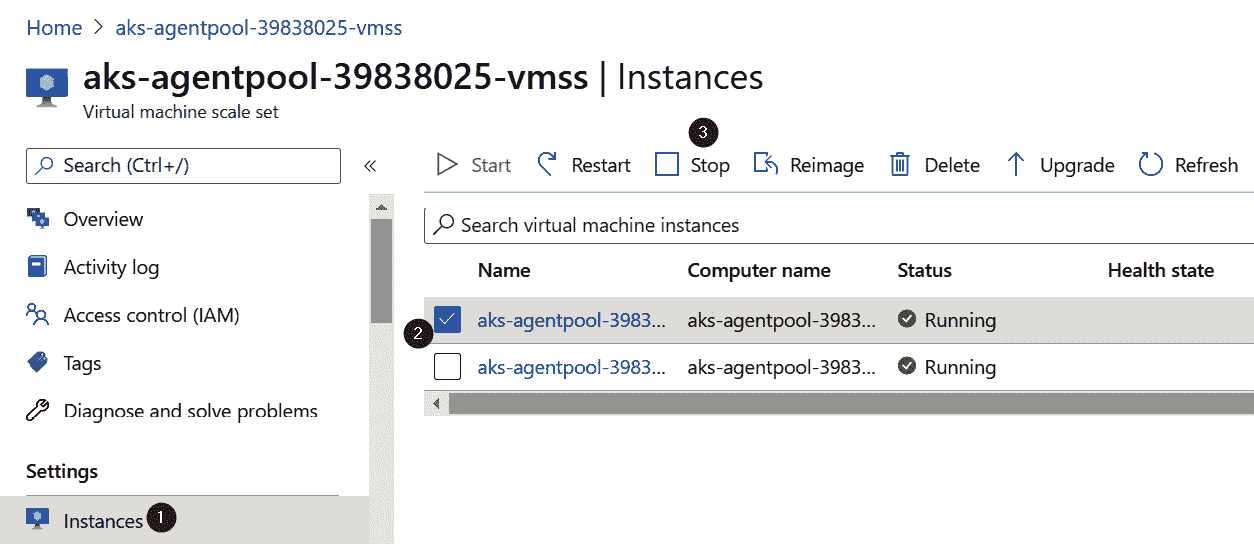 Home > aks-agentpool-39838025-vmss
aks-agentpool-39838025-vmss | Instances
Virtual machine scale set
3
Search (Ctrl+/) «
Start Restart Stop Reimage Delete Upgrade Refresh
Overview
Search virtual machine instances
Activity log
Name Computer name Status Health state
Access control (IAM)
2 aks-agentpool-3983... aks-agentpool-3983... Running
Tags
aks-agentpool-3983... aks-agentpool-3983... Running
Diagnose and solve problems
Settings
Instances 1